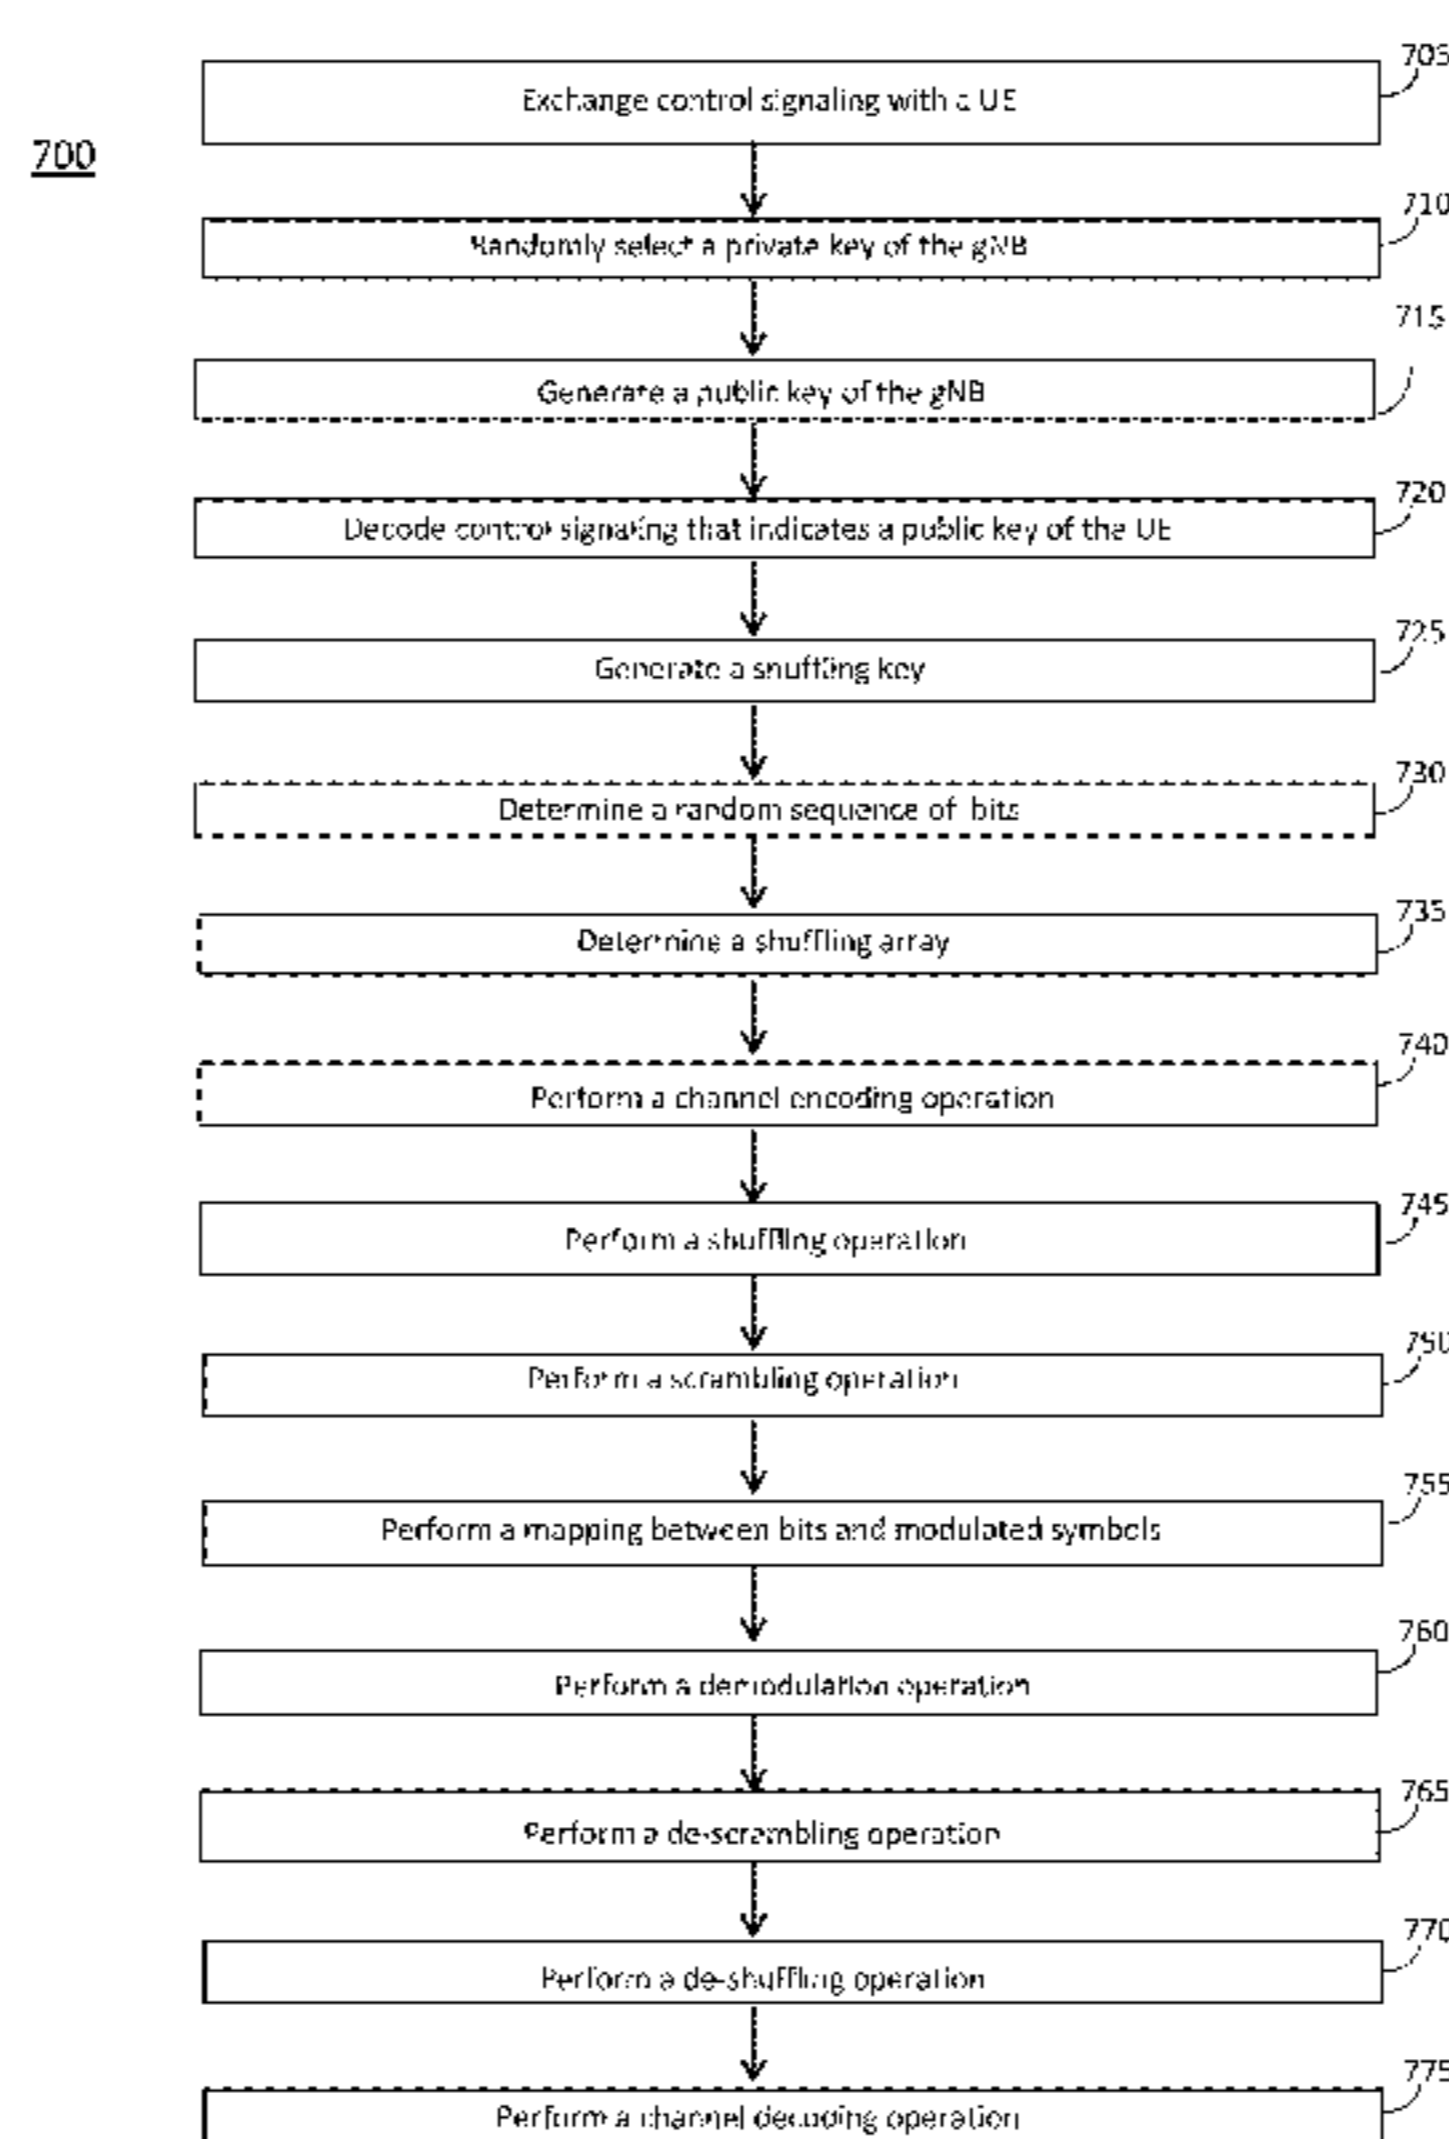 705
Exchange control signaling with a UE
700
710
Randomly select a private key of the gNB
715
Generate a public key of the gNB
720
Decode control signaling that indicates a public key of the UE
725
Generate a shuffling key
730
Determine a random sequence of bits
735
Determine a shuffling array
740
Perform a channel encoding operation
745
Perform a shuffling operation
750
Perform a scrambling operation
755
Perform a mapping between bits and modulated symbols
760
Perform a demodulation operation
765
Perform a de-scrambling operation
770
Perform a de-shuffling operation
775
Perform a channel decoding operation